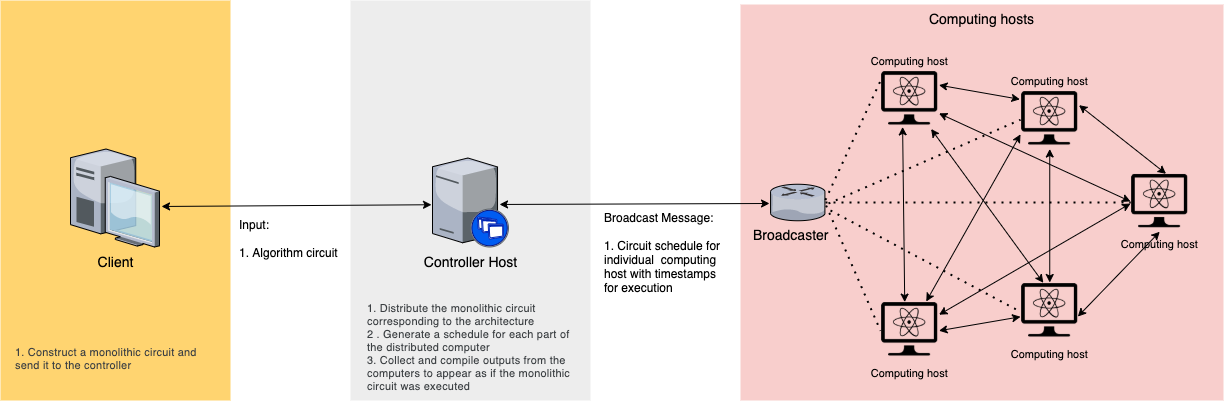 Client
1. Construct a monolithic circuit and
send it to the controller
Input:
1. Algorithm circuit
Controller Host
1. Distribute the monolithic circuit
corresponding to the architecture
2 . Generate a schedule for each part of
the distributed computer
3. Collect and compile outputs from the
computers to appear as if the monolithic
circuit was executed
Broadcast Message:
1. Circuit schedule for
individual computing
host with timestamps
for execution
Computing hosts
Broadcaster
Computing host
Computing host
Computing host
Computing host
Computing host